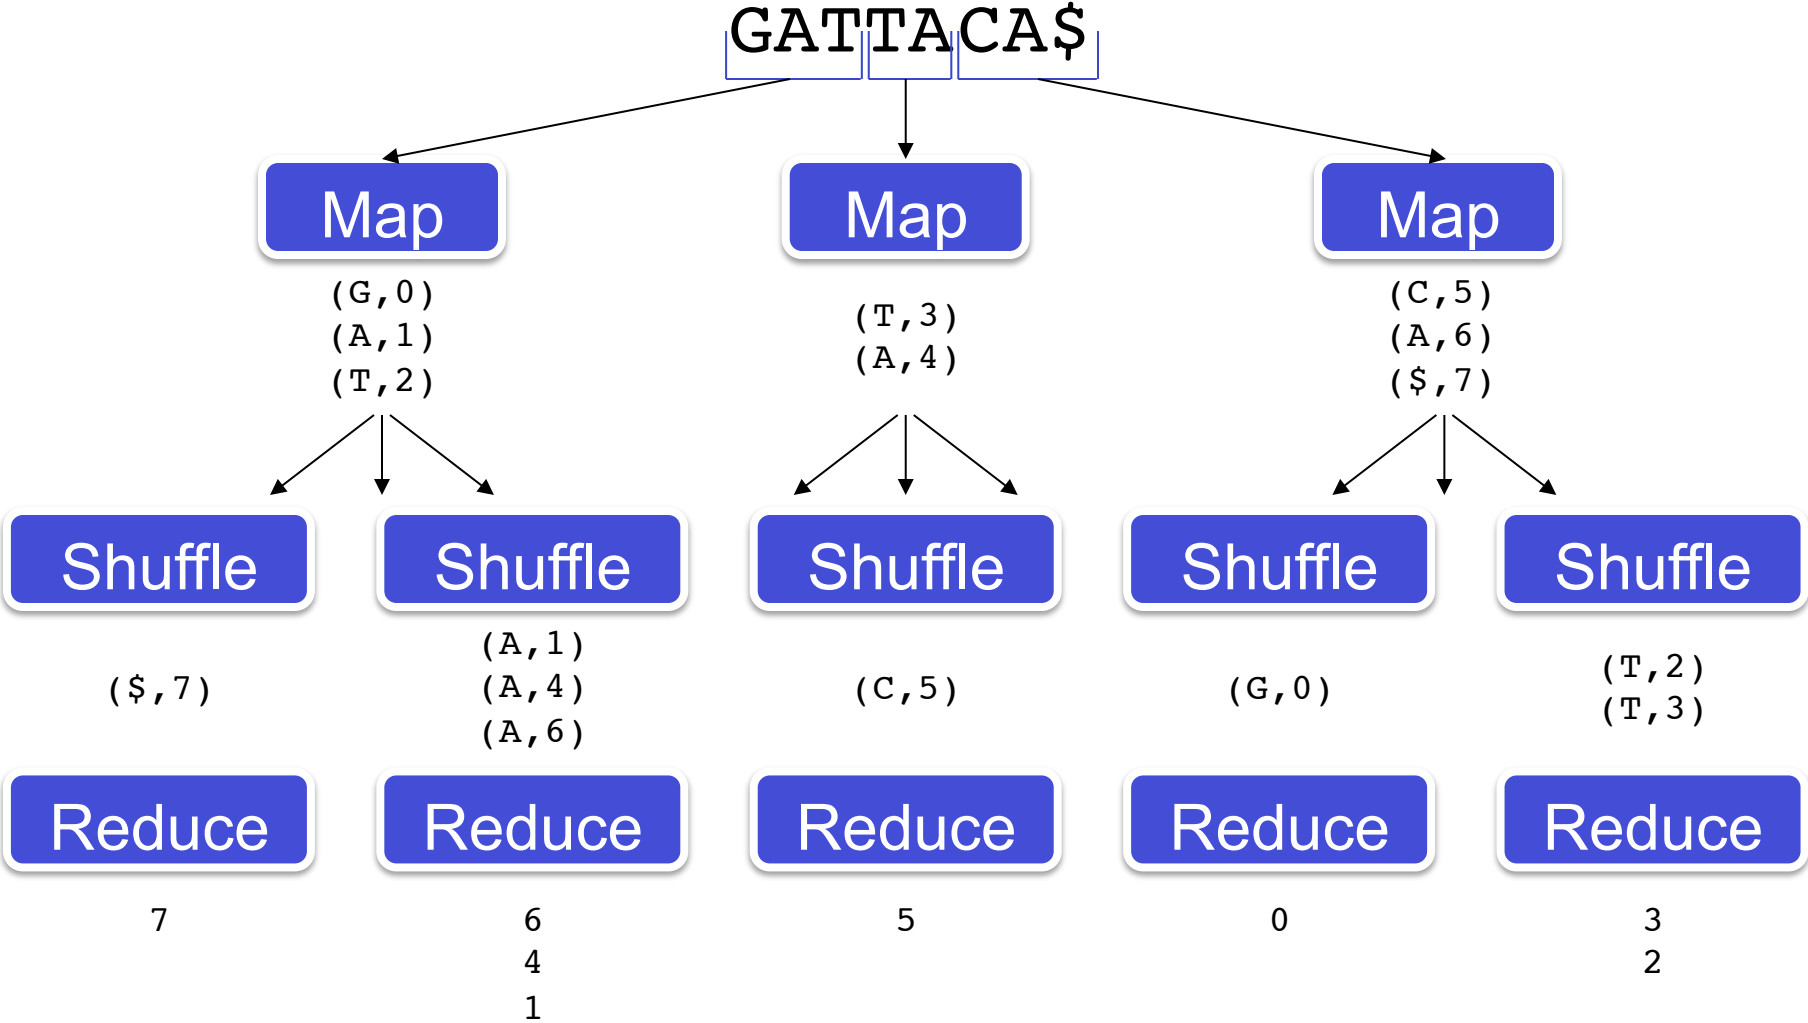 GATTACA$
Map Map Map
(G,0)
(A,1)
(T,2)
(T,3)
(A,4)
(C,5)
(A,6)
($,7)
Shuffle Shuffle Shuffle Shuffle Shuffle
($,7)
(A,1)
(A,4)
(A,6)
(C,5)
(G,0)
(T,2)
(T,3)
Reduce Reduce Reduce Reduce Reduce
7
6
4
1
5
0
3
2